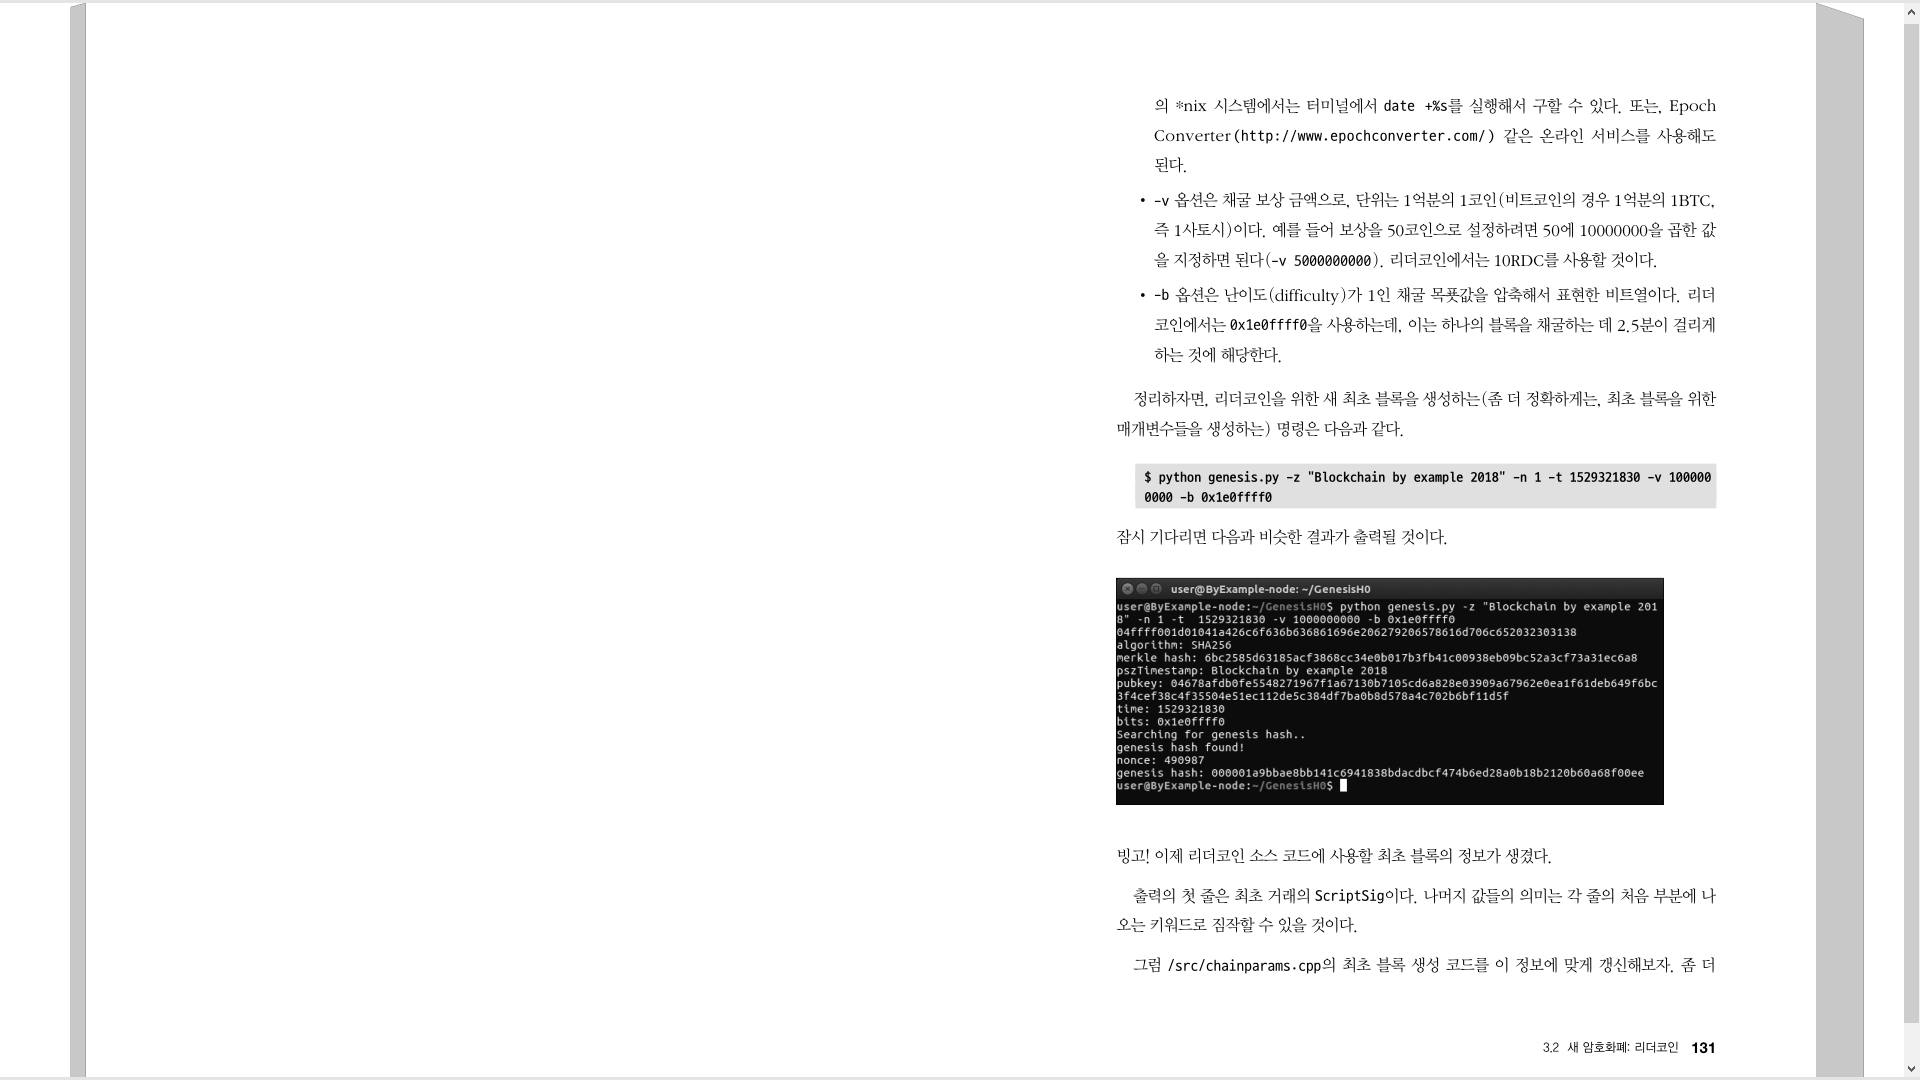 의 *nix 시스템에서는 터미널에서 date +%s를 실행해서 구할 수 있다. 또는, Epoch
Converter(http://www.epochconverter.com/) 같은 온라인 서비스를 사용해도
된다.
• -v 옵션은 채굴 보상 금액으로, 단위는 1억분의 1코인(비트코인의 경우 1억분의 1BTC,
즉 1사토시)이다. 예를 들어 보상을 50코인으로 설정하려면 50에 10000000을 곱한 값
을 지정하면 된다(-v 5000000000). 리더코인에서는 10RDC를 사용할 것이다.
• -b 옵션은 난이도(difficulty)가 1인 채굴 목푯값을 압축해서 표현한 비트열이다. 리더
코인에서는 0x1e0ffff0을 사용하는데, 이는 하나의 블록을 채굴하는 데 2.5분이 걸리게
하는 것에 해당한다.
정리하자면, 리더코인을 위한 새 최초 블록을 생성하는(좀 더 정확하게는, 최초 블록을 위한
매개변수들을 생성하는) 명령은 다음과 같다.
$ python genesis.py -z "Blockchain by example 2018" -n 1 -t 1529321830 -v 100000
0000 -b 0x1e0ffff0
잠시 기다리면 다음과 비슷한 결과가 출력될 것이다.
user@ByExample-node: ~/GenesisH0
user@ByExample-node:~/GenesisH0$ python genesis.py -z "Blockchain by example 201
8" -n 1 -t  1529321830 -v 1000000000 -b 0x1e0ffff0
04ffff001d01041a426c6f636b636861696e206279206578616d706c652032303138
algorithm: SHA256
merkle hash: 6bc2585d63185acf3868cc34e0b017b3fb41c00938eb09bc52a3cf73a31ec6a8
pszTimestamp: Blockchain by example 2018
pubkey: 04678afdb0fe5548271967f1a67130b7105cd6a828e03909a67962e0ea1f61deb649f6bc
3f4cef38c4f35504e51ec112de5c384df7ba0b8d578a4c702b6bf11d5f
time: 1529321830
bits: 0x1e0ffff0
Searching for genesis hash..
genesis hash found!
nonce: 490987
genesis hash: 000001a9bbae8bb141c6941838bdacdbcf474b6ed28a0b18b2120b60a68f00ee
user@ByExample-node:~/GenesisH0$
빙고! 이제 리더코인 소스 코드에 사용할 최초 블록의 정보가 생겼다.
출력의 첫 줄은 최초 거래의 ScriptSig이다. 나머지 값들의 의미는 각 줄의 처음 부분에 나
오는 키워드로 짐작할 수 있을 것이다.
그럼 /src/chainparams.cpp의 최초 블록 생성 코드를 이 정보에 맞게 갱신해보자. 좀 더
3.2 새 암호화폐: 리더코인 131